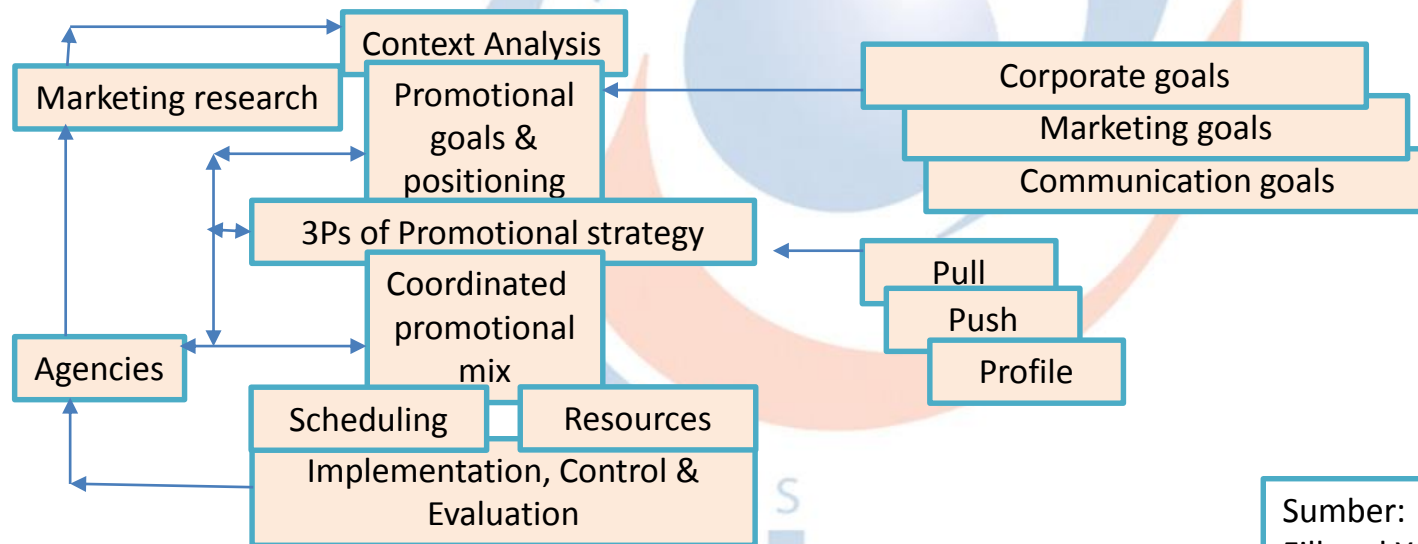 Context Analysis
Marketing research
Promotional
goals &
positioning
Corporate goals
Marketing goals
Communication goals
3Ps of Promotional strategy
Pull
Push
Profile
Coordinated
promotional
mix
Agencies
Scheduling
Resources
Implementation, Control &
Evaluation
S
Sumber: